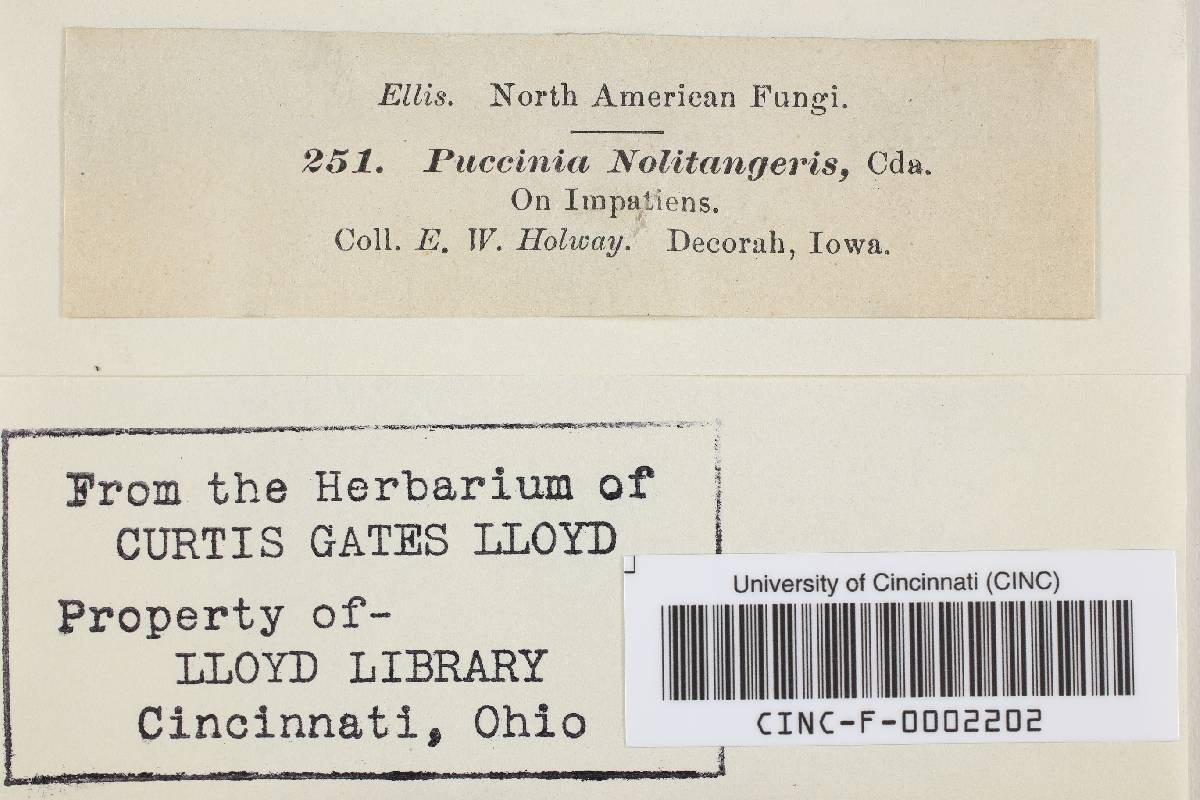 Ellis. North American Fungi.
251. Puccinia Nolitangeris, Cda.
On Impatiens.
Coll. E. W. Holway. Decorah, Iowa.
From the Herbarium of
CURTIS GATES LLOYD
Property of-
LLOYD LIBRARY
Cincinnati, Ohio
University of Cincinnati (CINC)
CINC-F-0002202